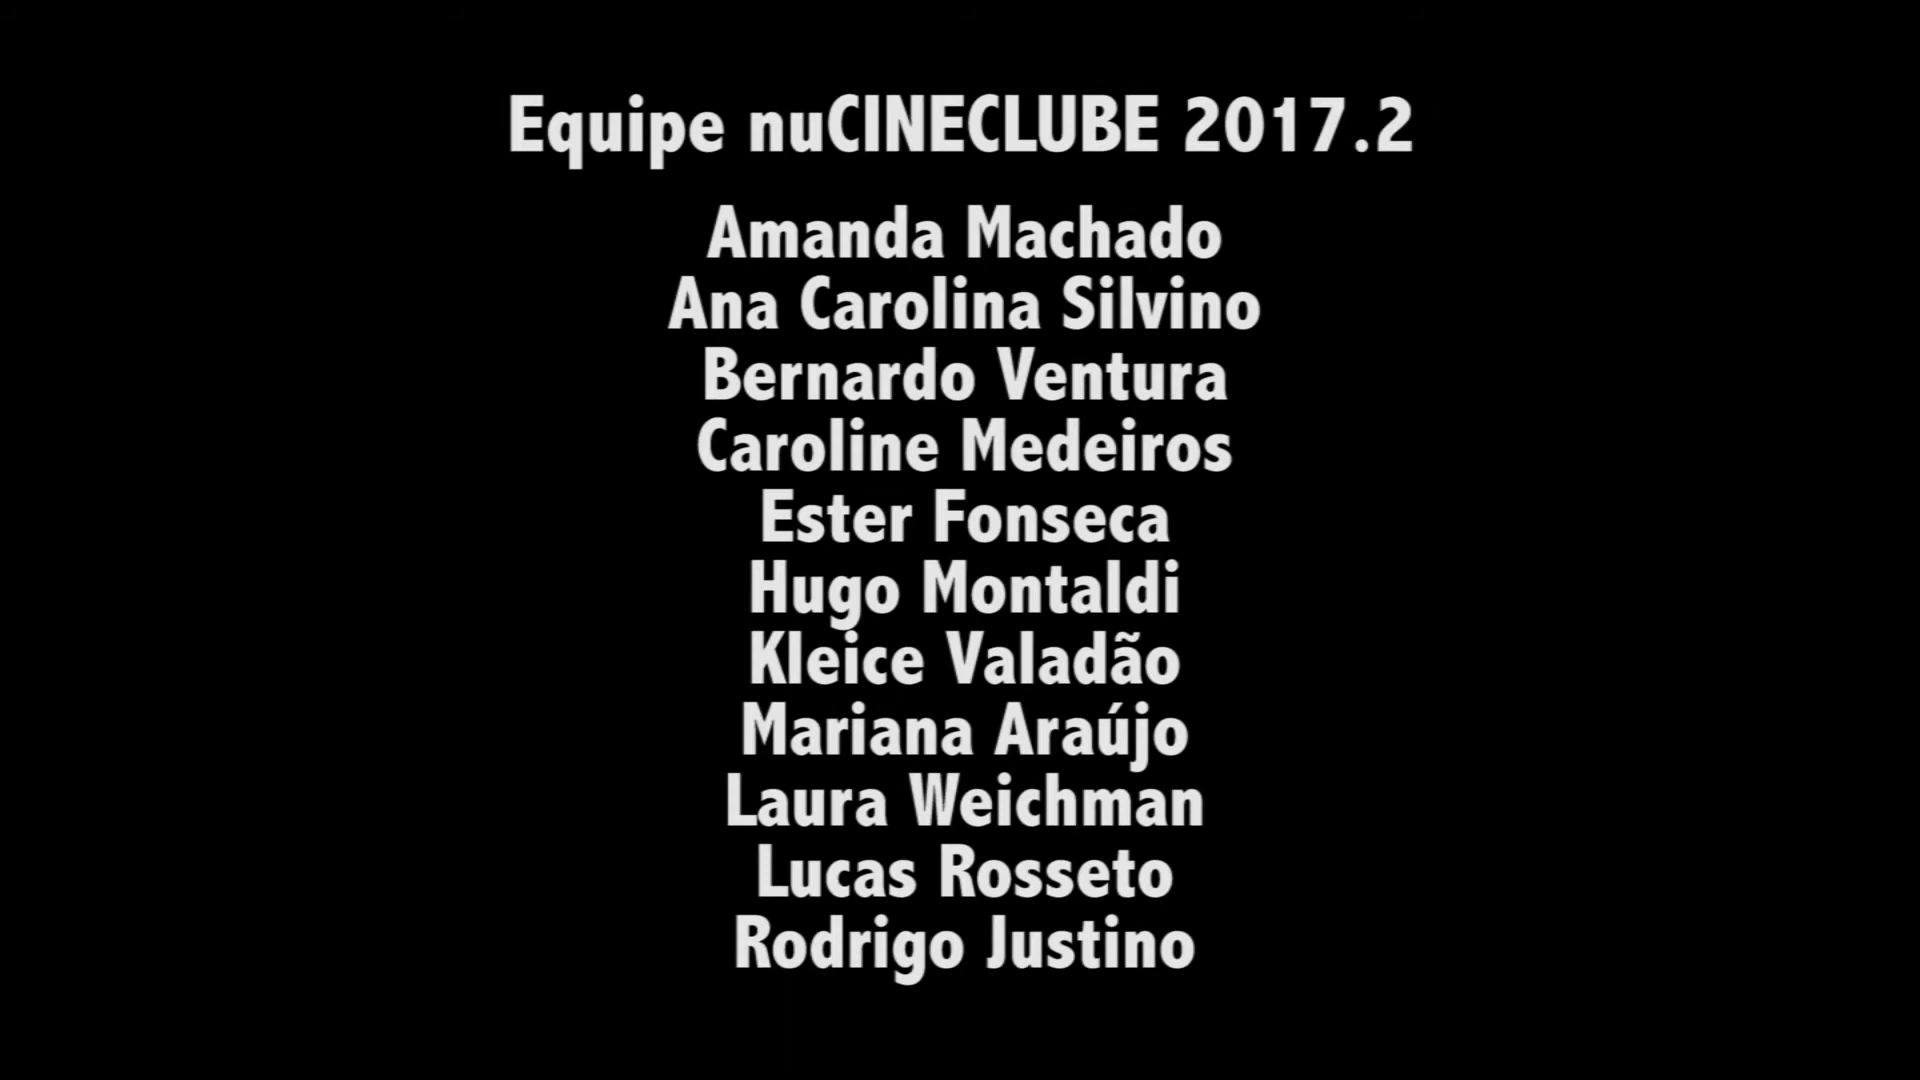 Equipe nuCINECLUBE 2017.2
Amanda Machado
Ana Carolina Silvino
Bernardo Ventura
Caroline Medeiros
Ester Fonseca
Hugo Montaldi
Kleice Valadão
Mariana Araújo
Laura Weichman
Lucas Rosseto
Rodrigo Justino